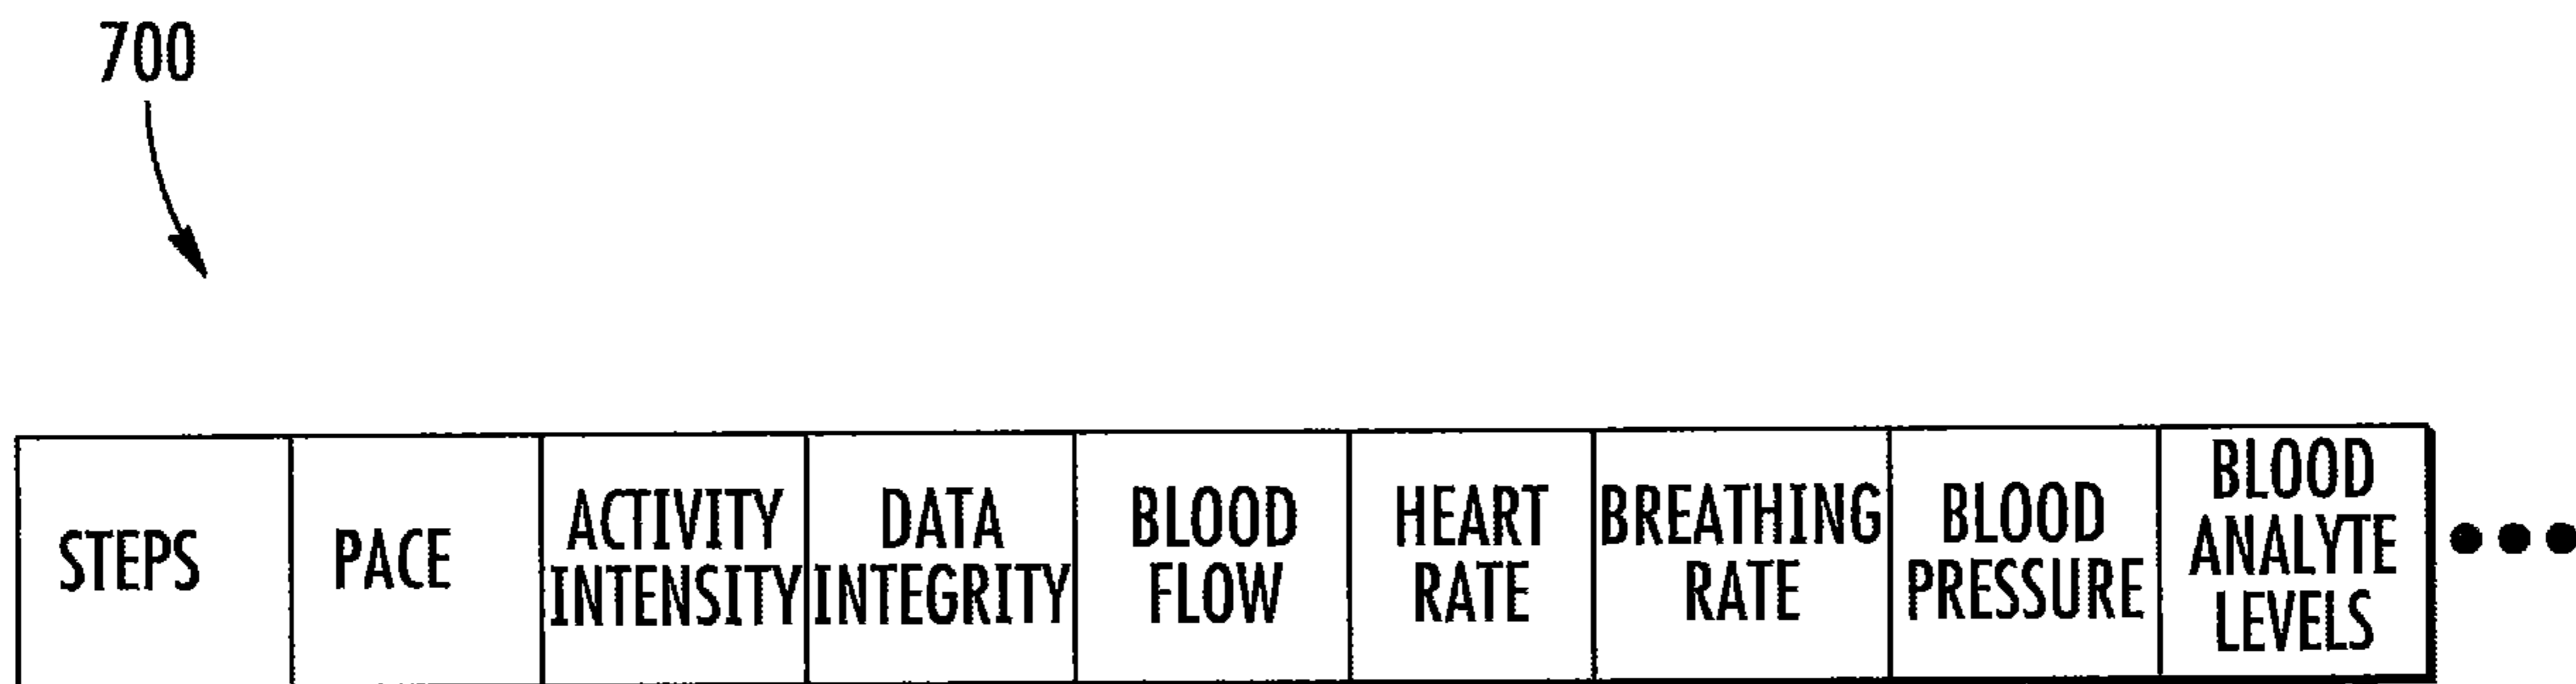 700
STEPS
PACE
ACTIVITY
INTENSITY
DATA
INTEGRITY
BLOOD
FLOW
HEART
RATE
BREATHING
RATE
BLOOD
PRESSURE
BLOOD
ANALYTE
LEVELS
•••